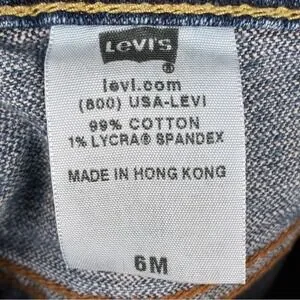 LEVI'S
®
levi.com
(800) USA-LEVI
99% COTTON
1% LYCRA® SPANDEX
MADE IN HONG KONG
6M